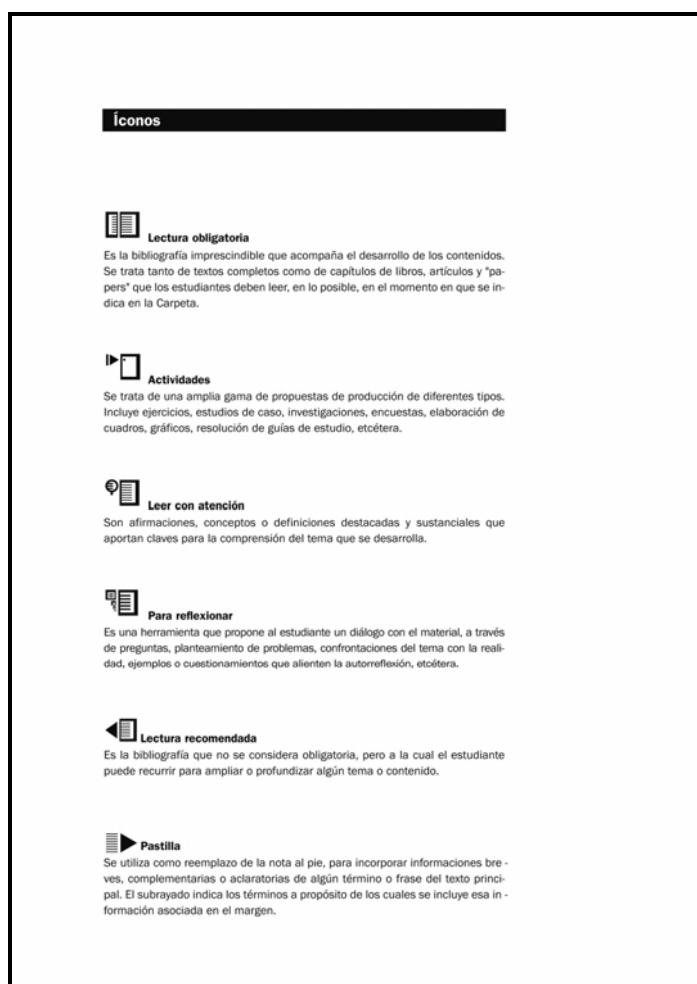 Íconos
Lectura obligatoria
Es la bibliografía imprescindible que acompaña el desarrollo de los contenidos.
Se trata tanto de textos completos como de capítulos de libros, artículos y "pa-
pers" que los estudiantes deben leer, en lo posible, en el momento en que se in-
dica en la Carpeta.
Actividades
Se trata de una amplia gama de propuestas de producción de diferentes tipos.
Incluye ejercicios, estudios de caso, investigaciones, encuestas, elaboración de
cuadros, gráficos, resolución de guías de estudio, etcétera.
Leer con atención
Son afirmaciones, conceptos o definiciones destacadas y sustanciales que
aportan claves para la comprensión del tema que se desarrolla.
Para reflexionar
Es una herramienta que propone al estudiante un diálogo con el material, a través
de preguntas, planteamiento de problemas, confrontaciones del tema con la reali-
dad, ejemplos o cuestionamientos que alienten la autorreflexión, etcétera.
Lectura recomendada
Es la bibliografía que no se considera obligatoria, pero a la cual el estudiante
puede recurrir para ampliar o profundizar algún tema o contenido.
Pastilla
Se utiliza como reemplazo de la nota al pie, para incorporar informaciones bre -
ves, complementarias o aclaratorias de algún término o frase del texto princi-
pal. El subrayado indica los términos a propósito de los cuales se incluye esa in -
formación asociada en el margen.